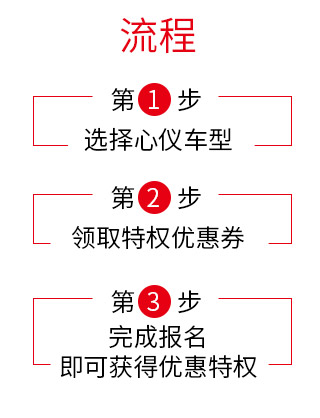 流程
第1步
选择心仪车型
第2步
领取特权优惠券
第3步
完成报名
即可获得优惠特权